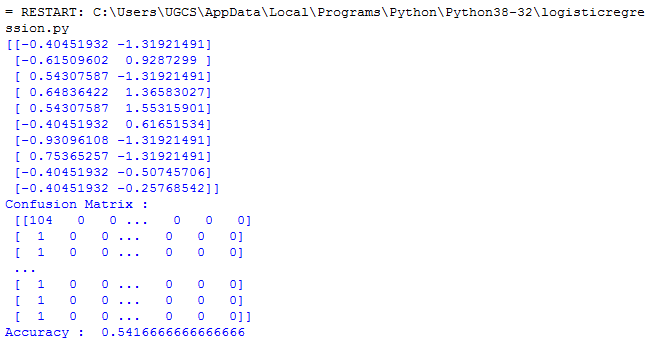 = RESTART: C:\Users\UGCS\AppData\Local\Programs\Python\Python38-32\logisticregre
ssion.py
[[-0.40451932 -1.31921491]
 [-0.61509602  0.9287299 ]
 [ 0.54307587 -1.31921491]
 [ 0.64836422  1.36583027]
 [ 0.54307587  1.55315901]
 [-0.40451932  0.61651534]
 [-0.93096108 -1.31921491]
 [ 0.75365257 -1.31921491]
 [-0.40451932 -0.50745706]
 [-0.40451932 -0.25768542]]
Confusion Matrix :
 [[104   0   0 ...   0   0   0]
 [  1   0   0 ...   0   0   0]
 [  1   0   0 ...   0   0   0]
 ...
 [  1   0   0 ...   0   0   0]
 [  1   0   0 ...   0   0   0]
 [  1   0   0 ...   0   0   0]]
Accuracy :  0.5416666666666666